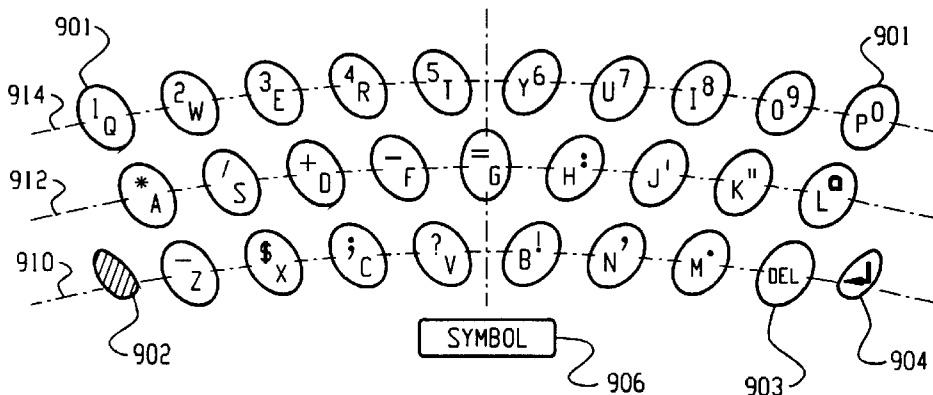 901 901
914 1Q 2W 3E 4R 5T Y6 U7 I8 O9 P0
912 *A /S +D −F =G H: J' K" La
910 −Z $X ;C ?V B! N’ M• DEL
902 SYMBOL 906 903 904